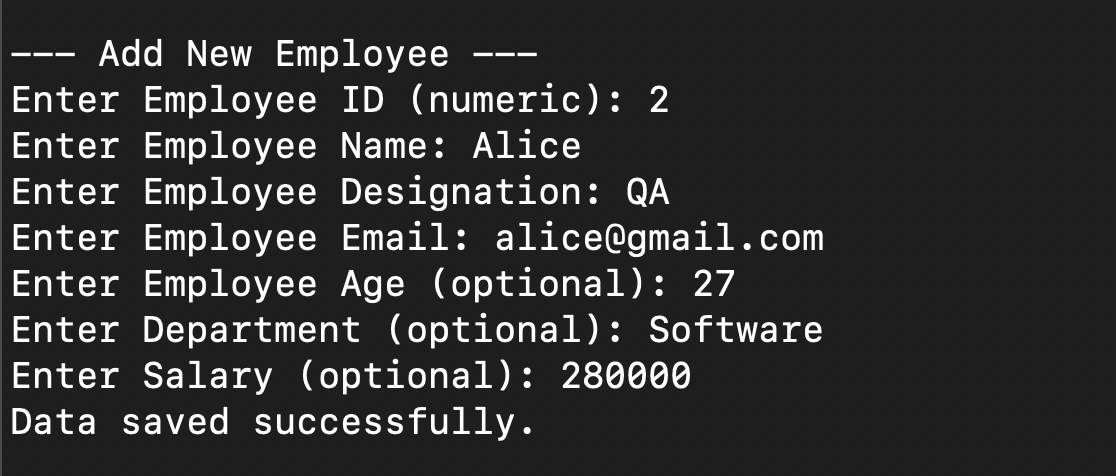 --- Add New Employee ---
Enter Employee ID (numeric): 2
Enter Employee Name: Alice
Enter Employee Designation: QA
Enter Employee Email: alice@gmail.com
Enter Employee Age (optional): 27
Enter Department (optional): Software
Enter Salary (optional): 280000
Data saved successfully.